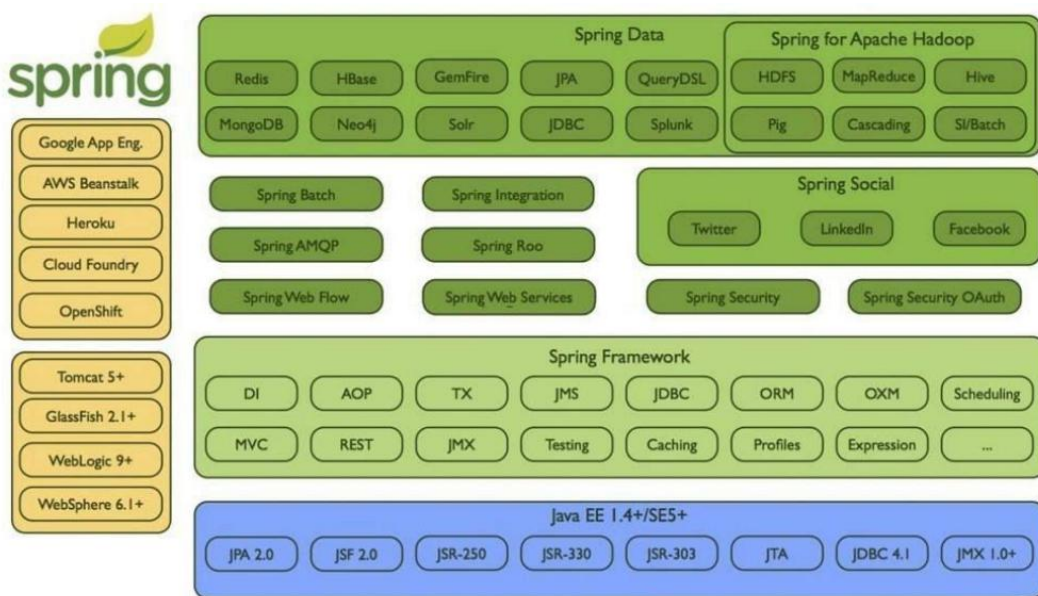 spring
Google App Eng.
AWS Beanstalk
Heroku
Cloud Foundry
OpenShift
Tomcat 5+
GlassFish 2.1+
WebLogic 9+
WebSphere 6.1+
Spring Data
Redis HBase GemFire JPA QueryDSL
MongoDB Neo4j Solr JDBC Splunk
Spring for Apache Hadoop
HDFS MapReduce Hive
Pig Cascading SI/Batch
Spring Batch Spring Integration
Spring AMQP Spring Roo
Spring Web Flow Spring Web Services
Spring Social
Twitter LinkedIn Facebook
Spring Security Spring Security OAuth
Spring Framework
DI AOP TX JMS JDBC ORM OXM Scheduling
MVC REST JMX Testing Caching Profiles Expression ...
Java EE 1.4+/SE5+
JPA 2.0 JSF 2.0 JSR-250 JSR-330 JSR-303 JTA JDBC 4.1 JMX 1.0+